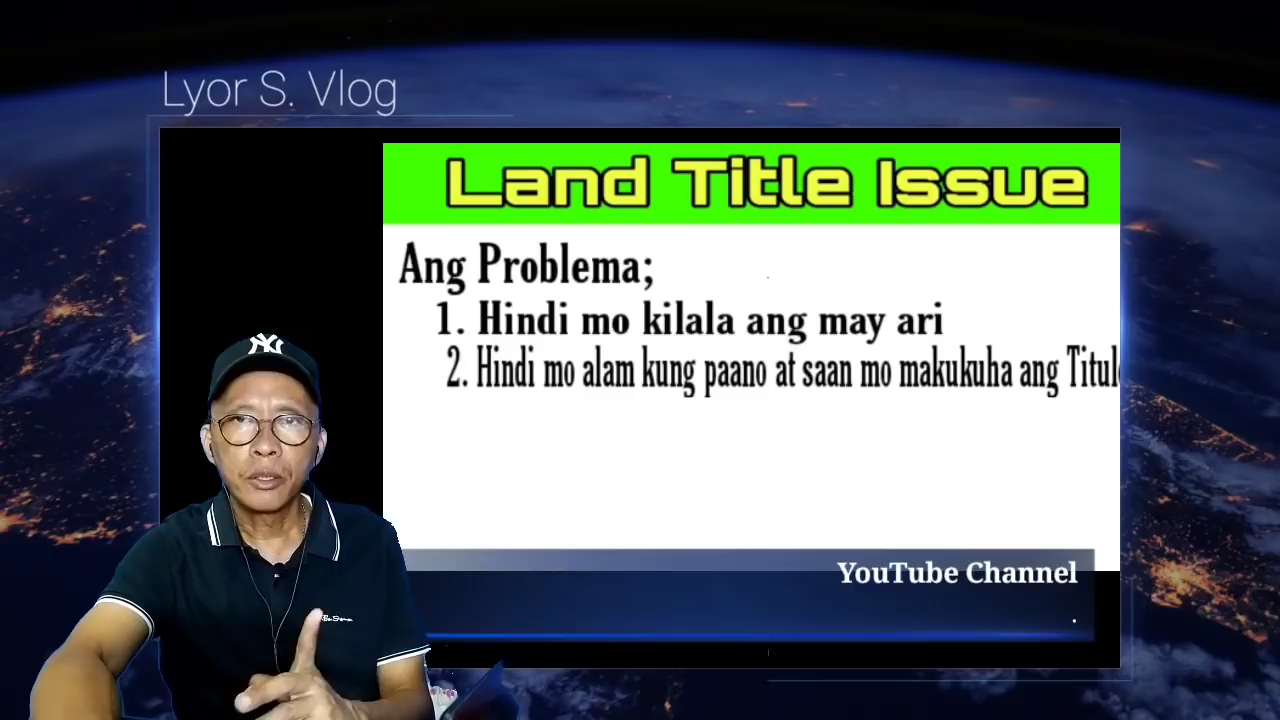 Lyor S. Vlog
Land Title Issue
Ang Problema;
1. Hindi mo kilala ang may ari
2. Hindi mo alam kung paano at saan mo makukuha ang
NY
YouTube Channel
.